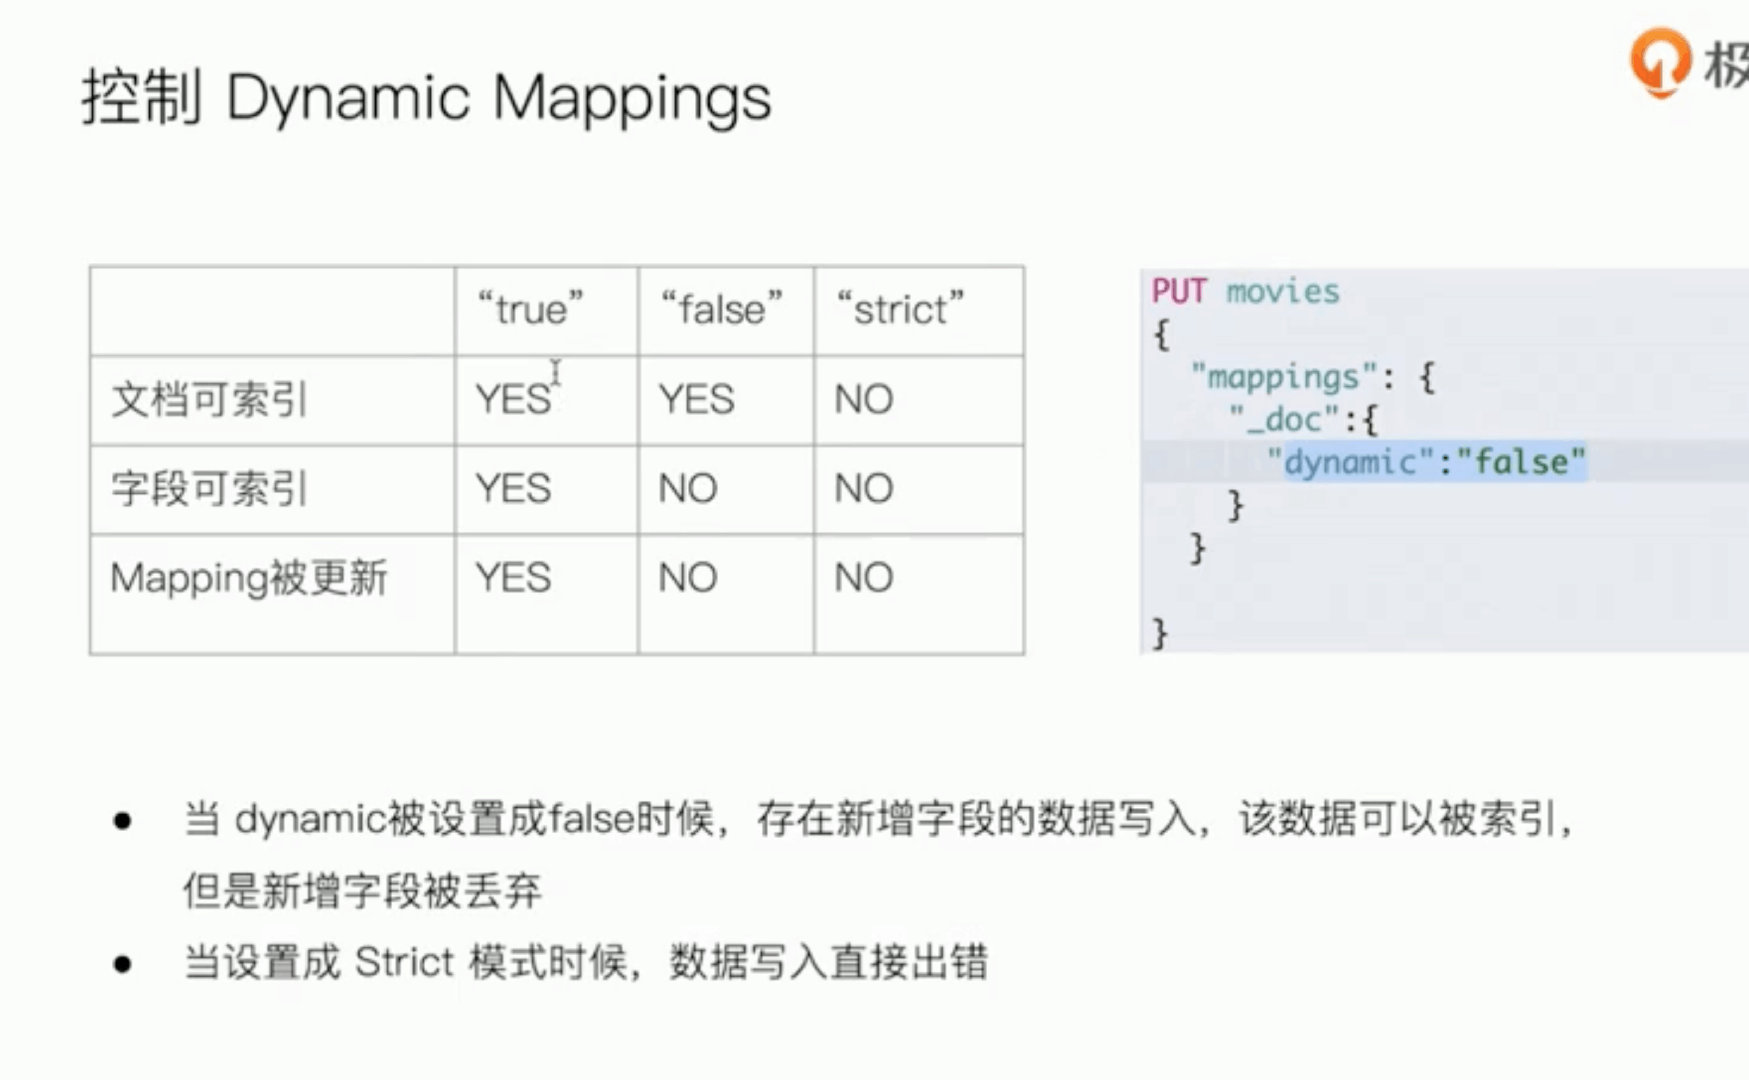 控制 Dynamic Mappings
极
“true” “false” “strict”
文档可索引 YES YES NO
字段可索引 YES NO NO
Mapping被更新 YES NO NO
PUT movies
{
"mappings": {
"_doc":{
"dynamic":"false"
}
}
}
● 当 dynamic被设置成false时候，存在新增字段的数据写入，该数据可以被索引，
但是新增字段被丢弃
● 当设置成 Strict 模式时候，数据写入直接出错